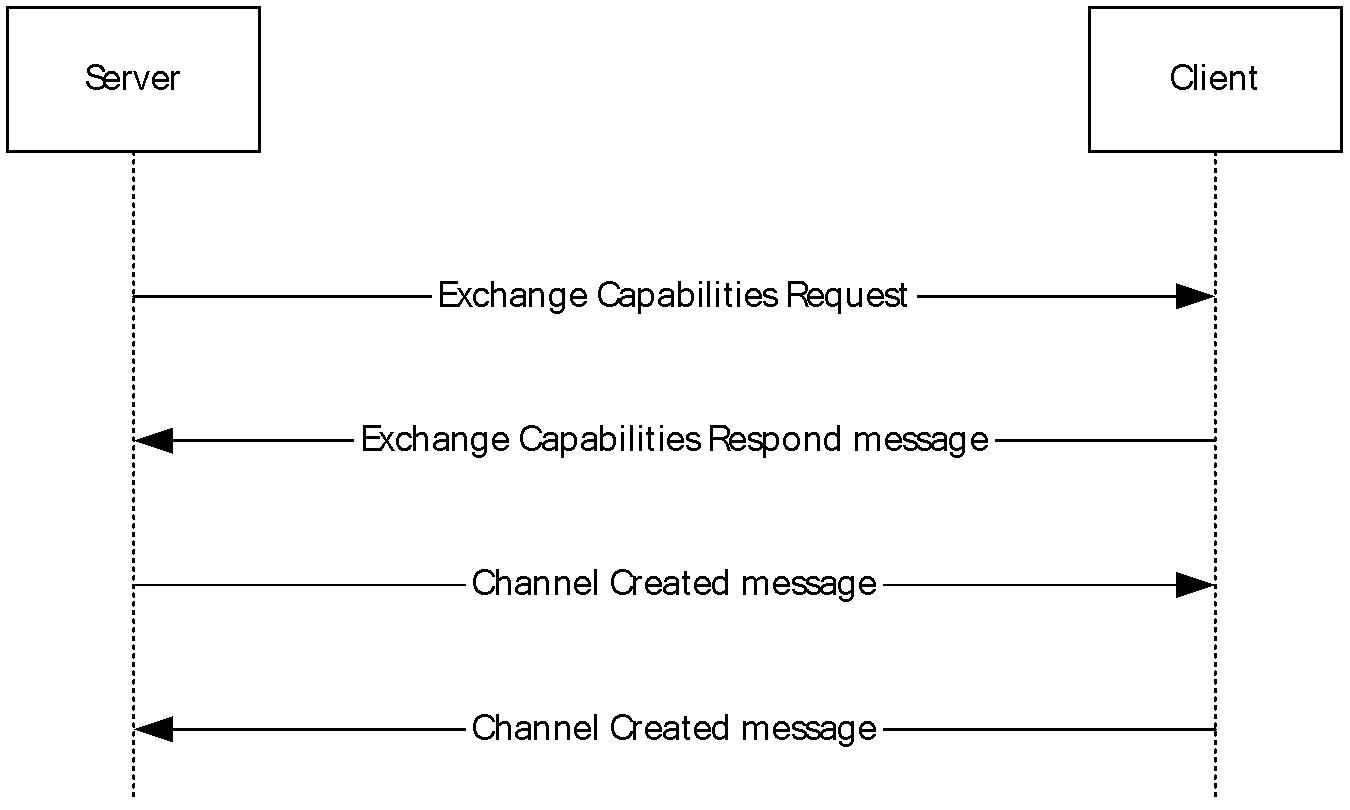 Server
Client
Exchange Capabilities Request
Exchange Capabilities Respond message
Channel Created message
Channel Created message